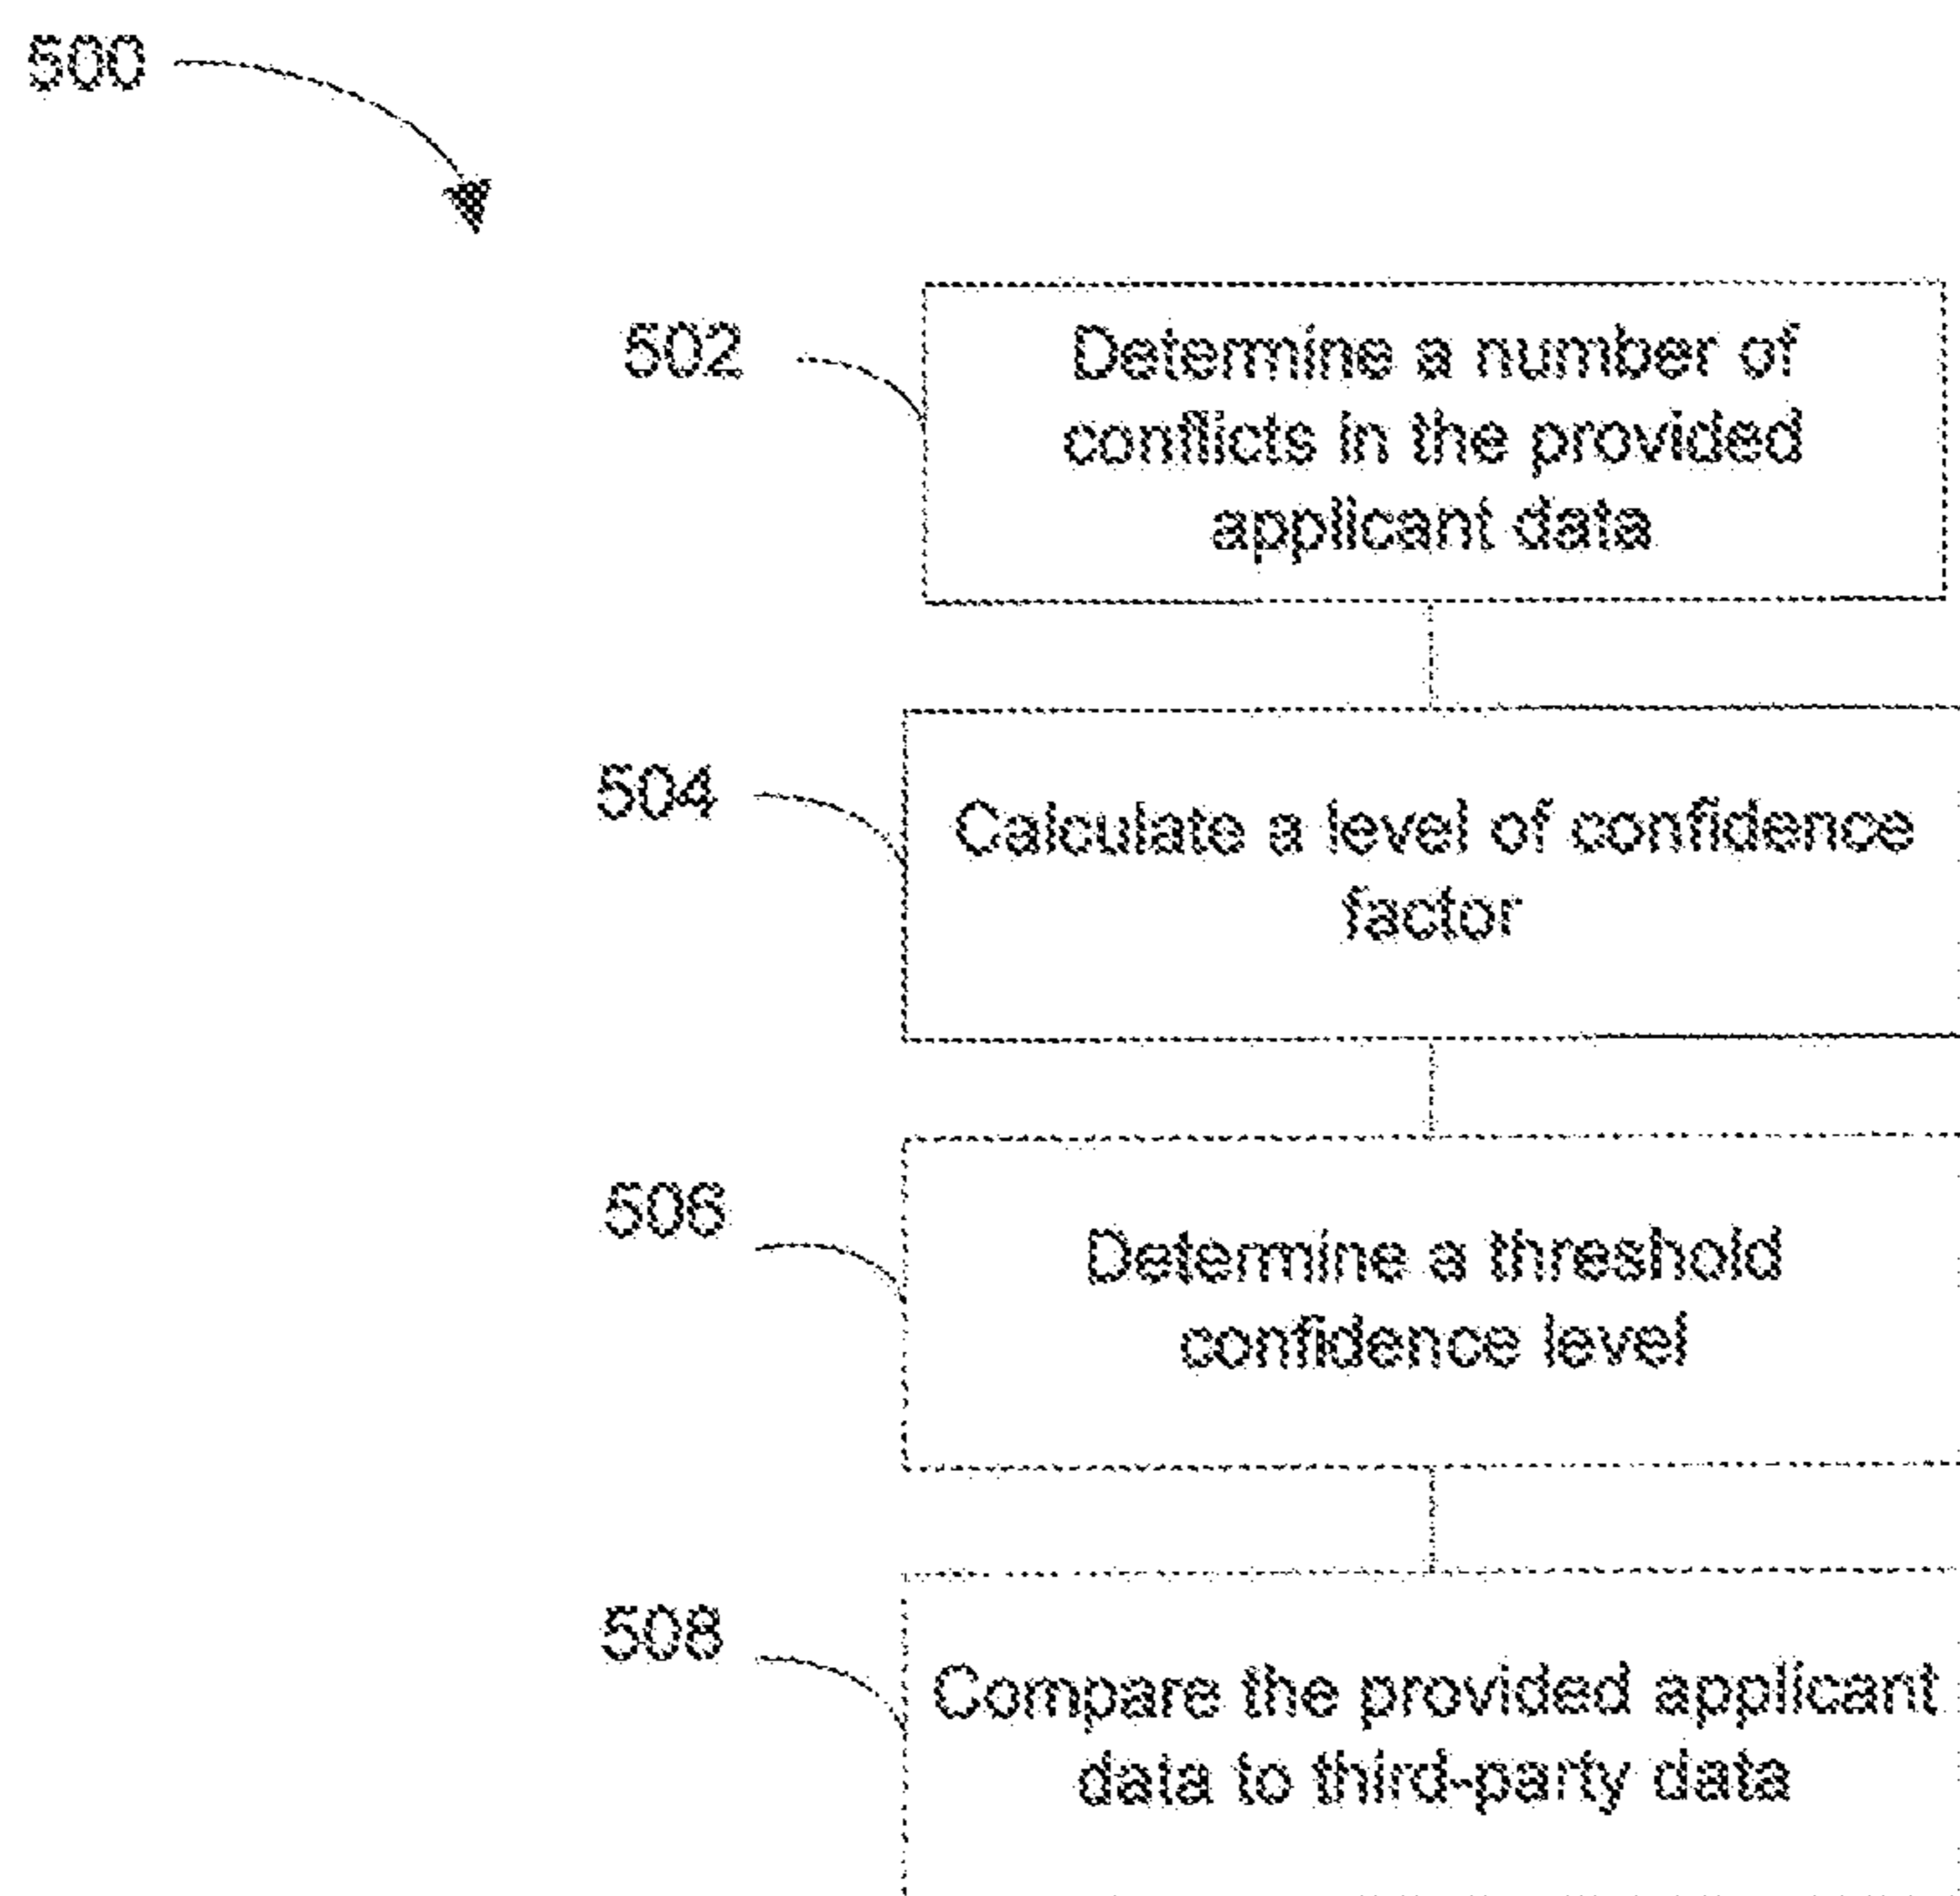 500
502
Determine a number of
conflicts in the provided
applicant data
504
Calculate a level of confidence
factor
506
Determine a threshold
confidence level
508
Compare the provided applicant
data to third-party data